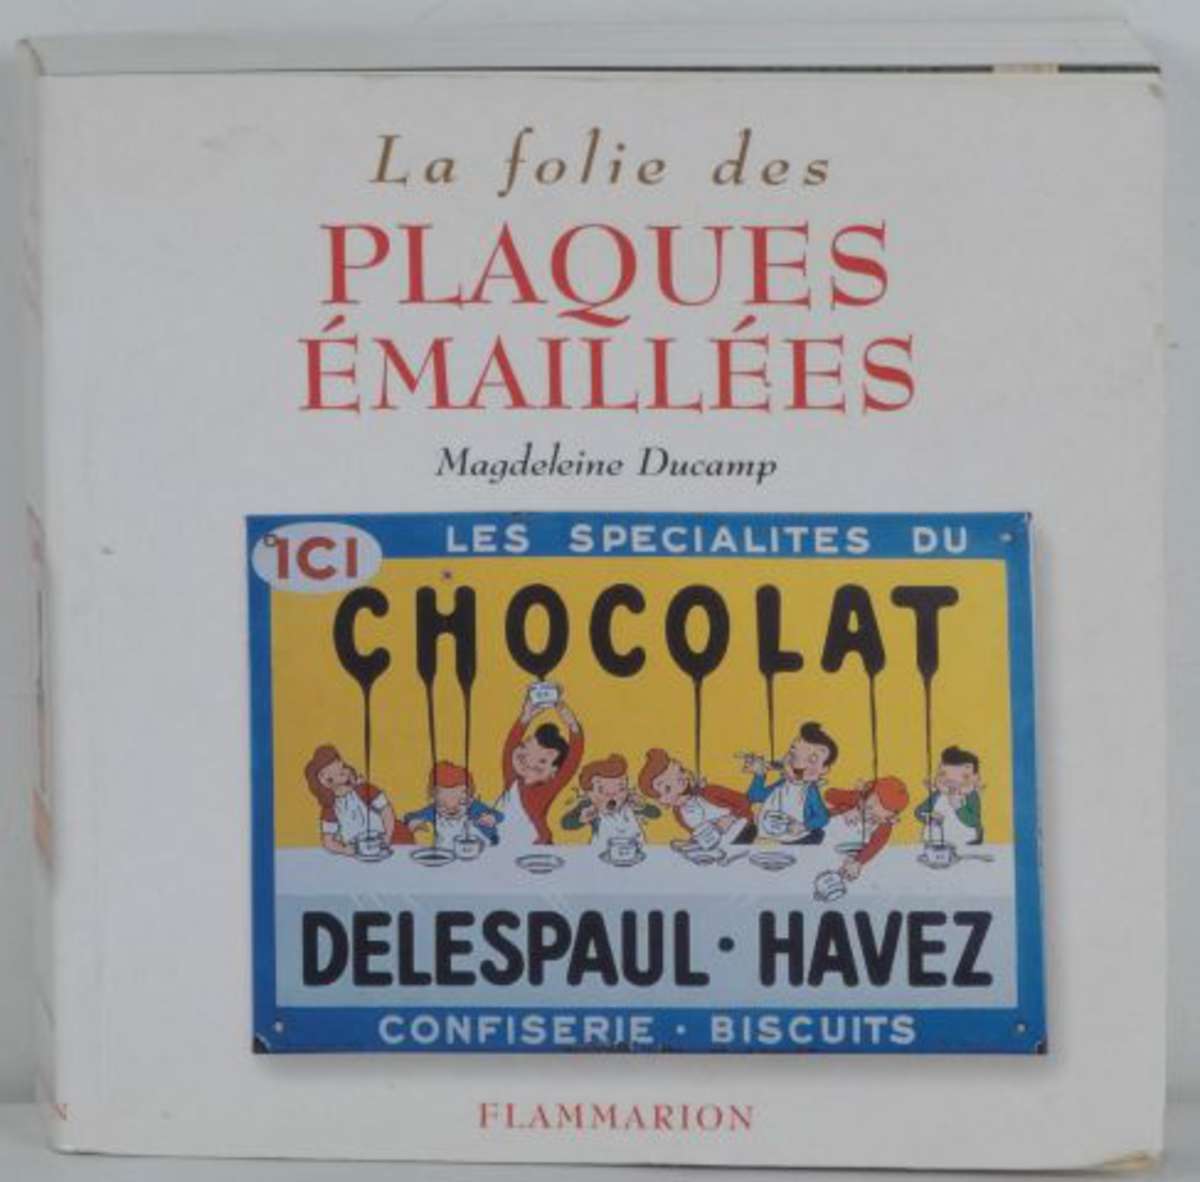 La folie des
PLAQUES
ÉMAILLÉES
Magdeleine Ducamp
ICI
LES SPECIALITES DU
CHOCOLAT
DELESPAUL · HAVEZ
CONFISERIE · BISCUITS
FLAMMARION
N